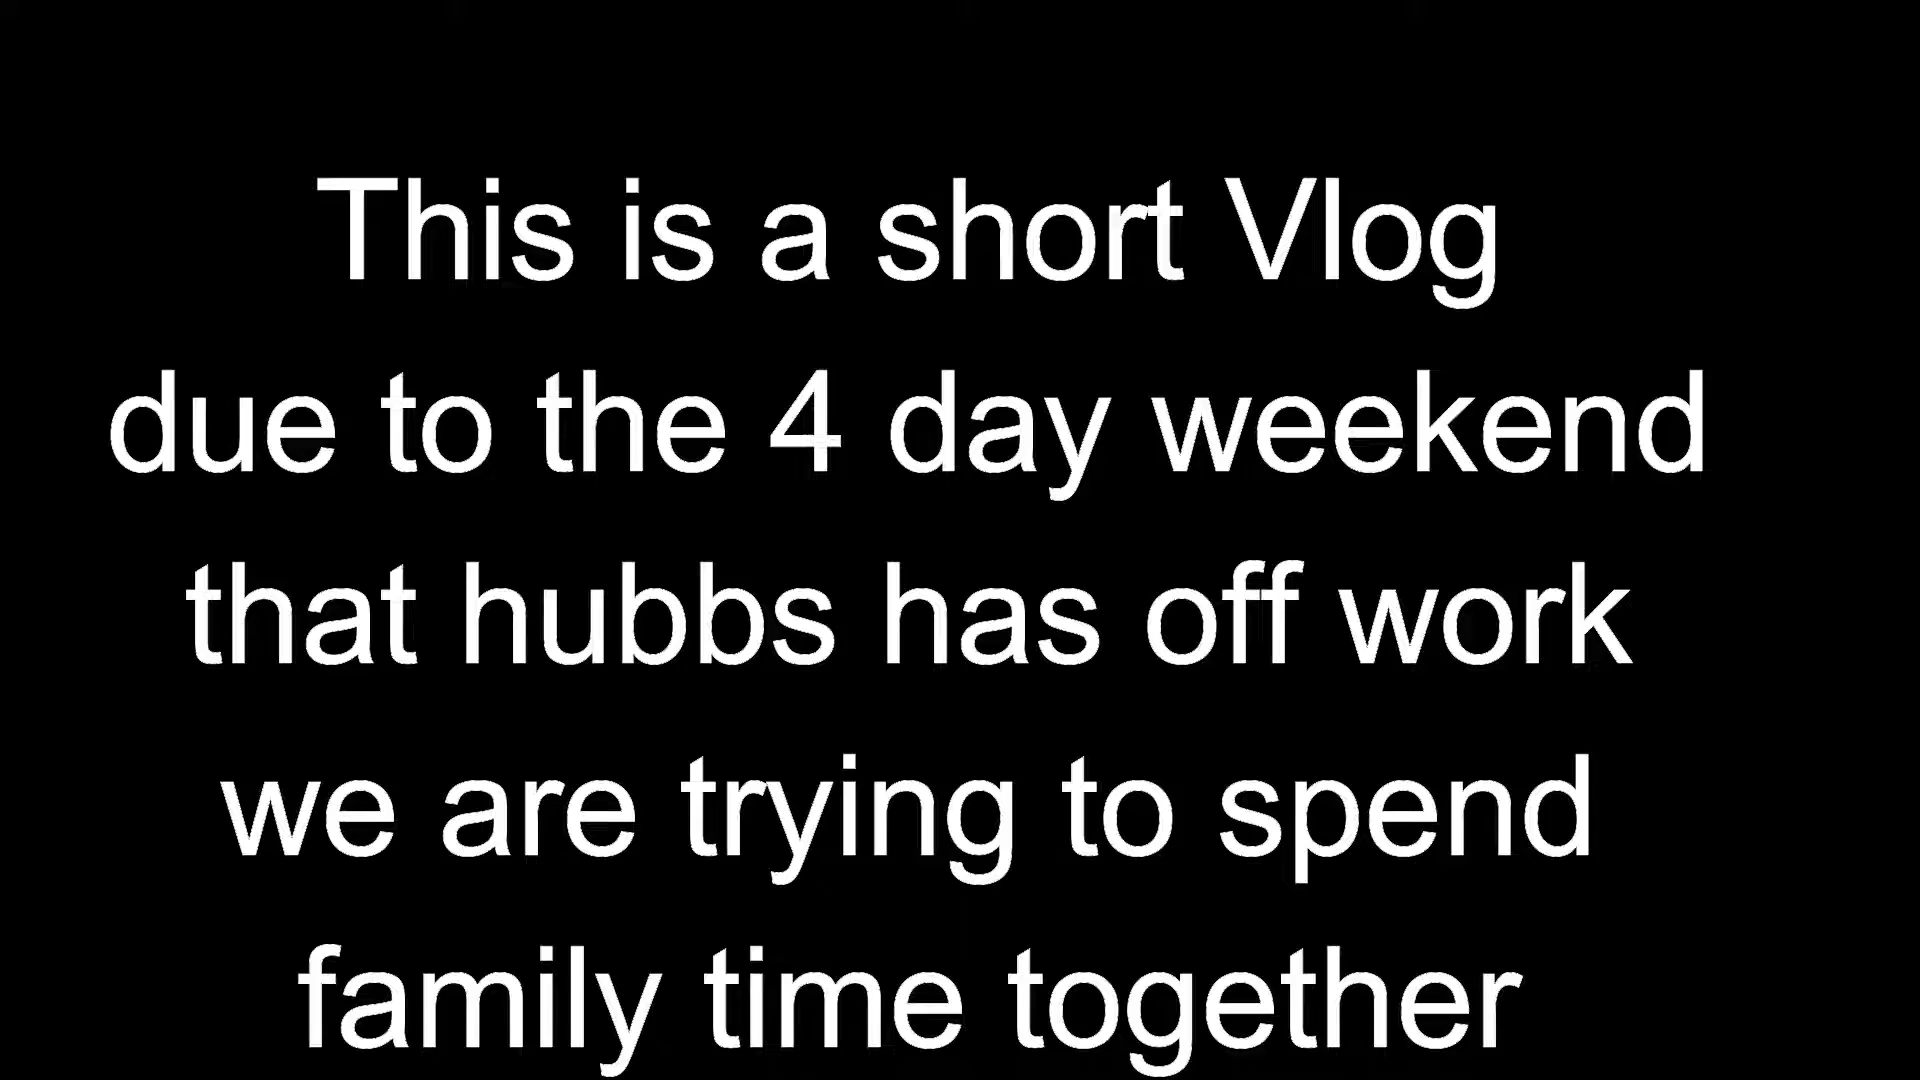 This is a short Vlog
due to the 4 day weekend
that hubbs has off work
we are trying to spend
family time together